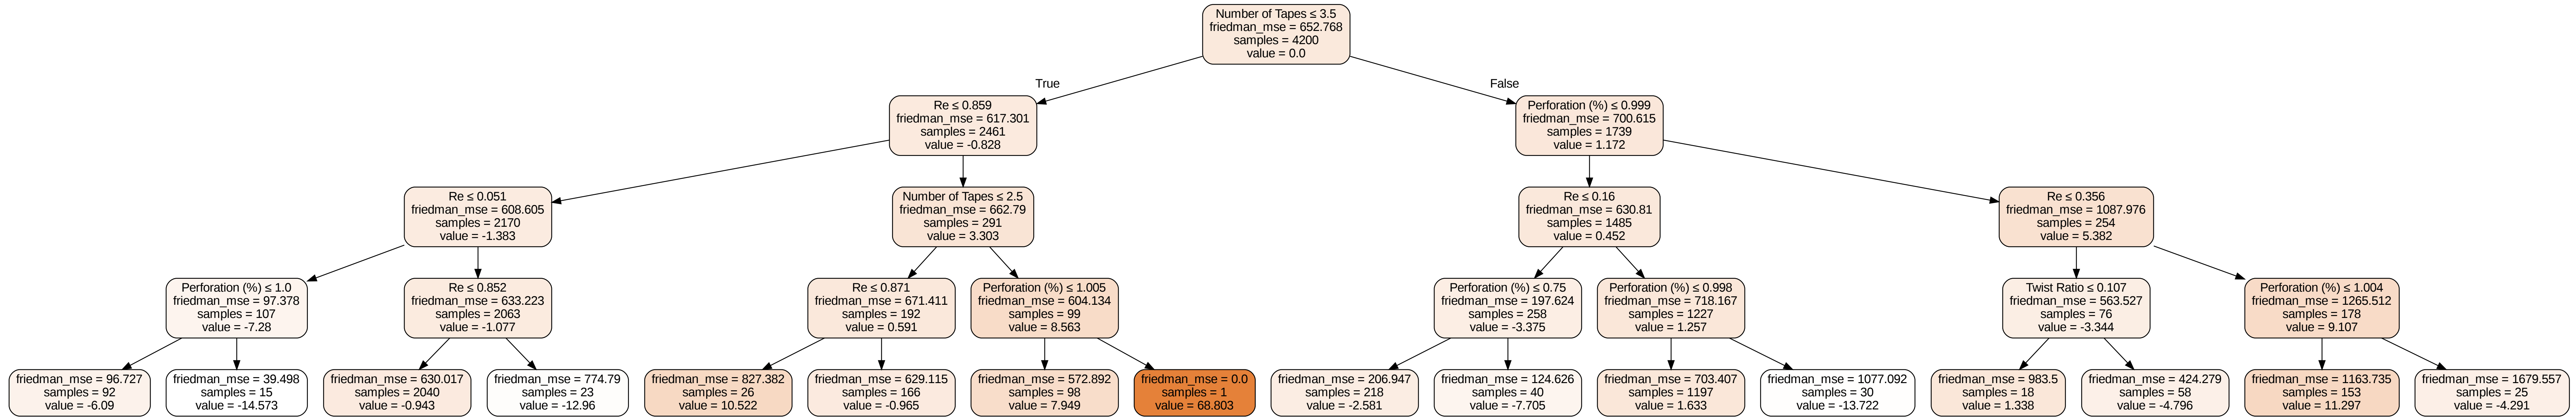 Number of Tapes ≤ 3.5
friedman_mse = 652.768
samples = 4200
value = 0.0
True
False
Re ≤ 0.859
friedman_mse = 617.301
samples = 2461
value = -0.828
Perforation (%) ≤ 0.999
friedman_mse = 700.615
samples = 1739
value = 1.172
Re ≤ 0.051
friedman_mse = 608.605
samples = 2170
value = -1.383
Number of Tapes ≤ 2.5
friedman_mse = 662.79
samples = 291
value = 3.303
Re ≤ 0.16
friedman_mse = 630.81
samples = 1485
value = 0.452
Re ≤ 0.356
friedman_mse = 1087.976
samples = 254
value = 5.382
Perforation (%) ≤ 1.0
friedman_mse = 97.378
samples = 107
value = -7.28
Re ≤ 0.852
friedman_mse = 633.223
samples = 2063
value = -1.077
Re ≤ 0.871
friedman_mse = 671.411
samples = 192
value = 0.591
Perforation (%) ≤ 1.005
friedman_mse = 604.134
samples = 99
value = 8.563
Perforation (%) ≤ 0.75
friedman_mse = 197.624
samples = 258
value = -3.375
Perforation (%) ≤ 0.998
friedman_mse = 718.167
samples = 1227
value = 1.257
Twist Ratio ≤ 0.107
friedman_mse = 563.527
samples = 76
value = -3.344
Perforation (%) ≤ 1.004
friedman_mse = 1265.512
samples = 178
value = 9.107
friedman_mse = 96.727
samples = 92
value = -6.09
friedman_mse = 39.498
samples = 15
value = -14.573
friedman_mse = 630.017
samples = 2040
value = -0.943
friedman_mse = 774.79
samples = 23
value = -12.96
friedman_mse = 827.382
samples = 26
value = 10.522
friedman_mse = 629.115
samples = 166
value = -0.965
friedman_mse = 572.892
samples = 98
value = 7.949
friedman_mse = 0.0
samples = 1
value = 68.803
friedman_mse = 206.947
samples = 218
value = -2.581
friedman_mse = 124.626
samples = 40
value = -7.705
friedman_mse = 703.407
samples = 1197
value = 1.633
friedman_mse = 1077.092
samples = 30
value = -13.722
friedman_mse = 983.5
samples = 18
value = 1.338
friedman_mse = 424.279
samples = 58
value = -4.796
friedman_mse = 1163.735
samples = 153
value = 11.297
friedman_mse = 1679.557
samples = 25
value = -4.291